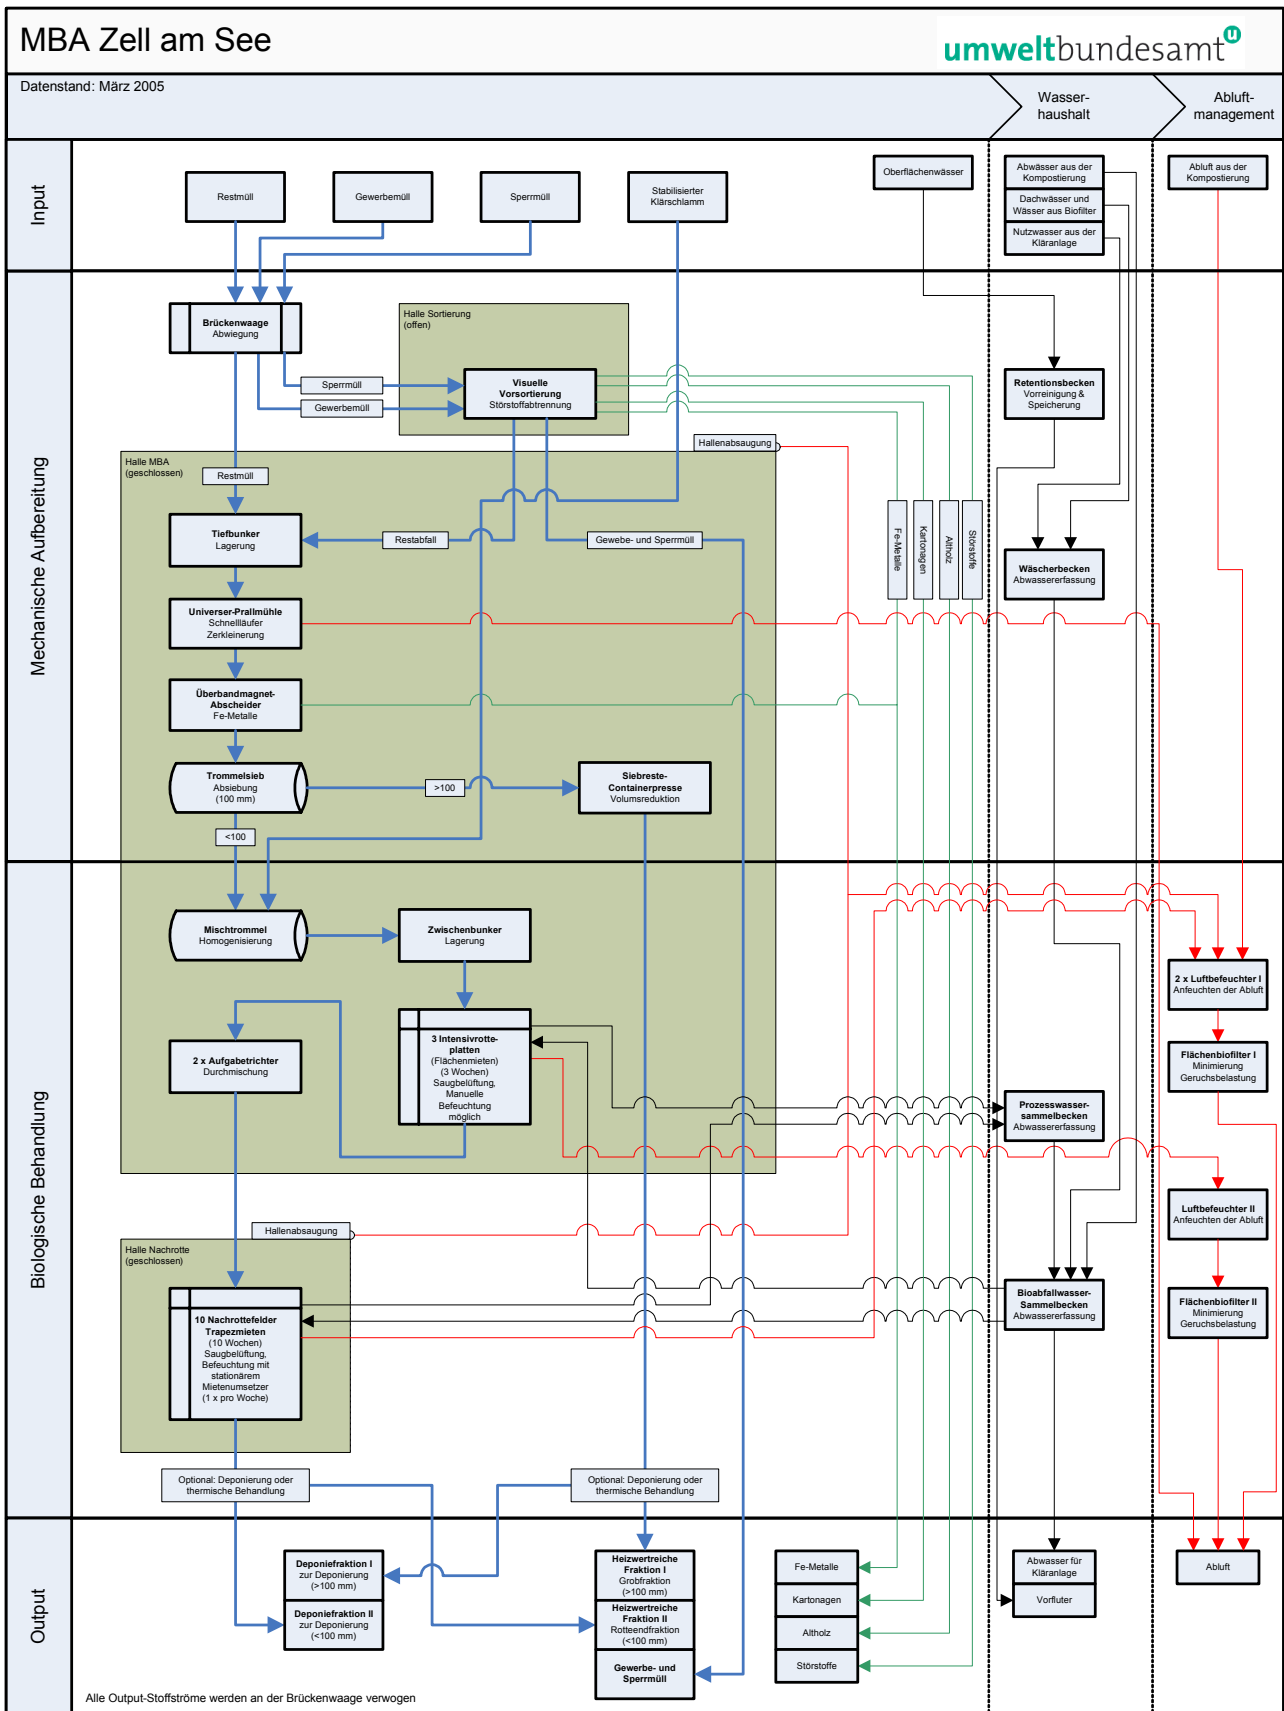 MBA Zell am See
umweltbundesamt
u
Datenstand: März 2005
Wasser-
haushalt
Abluft-
management
Input
Restmüll
Gewerbemüll
Sperrmüll
Stabilisierter
Klärschlamm
Oberflächenwässer
Abwässer aus der
Kompostierung
Dachwässer und
Wässer aus Biofilter
Nutzwasser aus der
Kläranlage
Abluft aus der
Kompostierung
Mechanische Aufbereitung
Brückenwaage
Abwiegung
Halle Sortierung
(offen)
Sperrmüll
Gewerbemüll
Visuelle
Vorsortierung
Störstoffabtrennung
Retentionsbecken
Vorreinigung &
Speicherung
Hallenabsaugung
Halle MBA
(geschlossen)
Restmüll
Tiefbunker
Lagerung
Restabfall
Gewebe- und Sperrmüll
Fe-Metalle
Kartonagen
Altholz
Störstoffe
Wäscherbecken
Abwassererfassung
Universer-Prallmühle
Schnellläufer
Zerkleinerung
Überbandmagnet-
Abscheider
Fe-Metalle
Trommelsieb
Absiebung
(100 mm)
>100
Siebreste-
Containerpresse
Volumsreduktion
<100
Biologische Behandlung
Mischtrommel
Homogenisierung
Zwischenbunker
Lagerung
2 x Luftbefeuchter I
Anfeuchten der Abluft
3 Intensivrotte-
platten
(Flächenmieten)
(3 Wochen)
Saugbelüftung,
Manuelle
Befeuchtung
möglich
2 x Aufgabetrichter
Durchmischung
Flächenbiofilter I
Minimierung
Geruchsbelastung
Prozesswasser-
sammelbecken
Abwassererfassung
Luftbefeuchter II
Anfeuchten der Abluft
Hallenabsaugung
Halle Nachrotte
(geschlossen)
10 Nachrottefelder
Trapezmieten
(10 Wochen)
Saugbelüftung,
Befeuchtung mit
stationärem
Mietenumsetzer
(1 x pro Woche)
Bioabfallwasser-
Sammelbecken
Abwassererfassung
Flächenbiofilter II
Minimierung
Geruchsbelastung
Optional: Deponierung oder
thermische Behandlung
Optional: Deponierung oder
thermische Behandlung
Output
Deponiefraktion I
zur Deponierung
(>100 mm)
Deponiefraktion II
zur Deponierung
(<100 mm)
Heizwertreiche
Fraktion I
Grobfraktion
(>100 mm)
Heizwertreiche
Fraktion II
Rotteendfraktion
(<100 mm)
Gewerbe- und
Sperrmüll
Fe-Metalle
Kartonagen
Altholz
Störstoffe
Abwasser für
Kläranlage
Vorfluter
Abluft
Alle Output-Stoffströme werden an der Brückenwaage verwogen